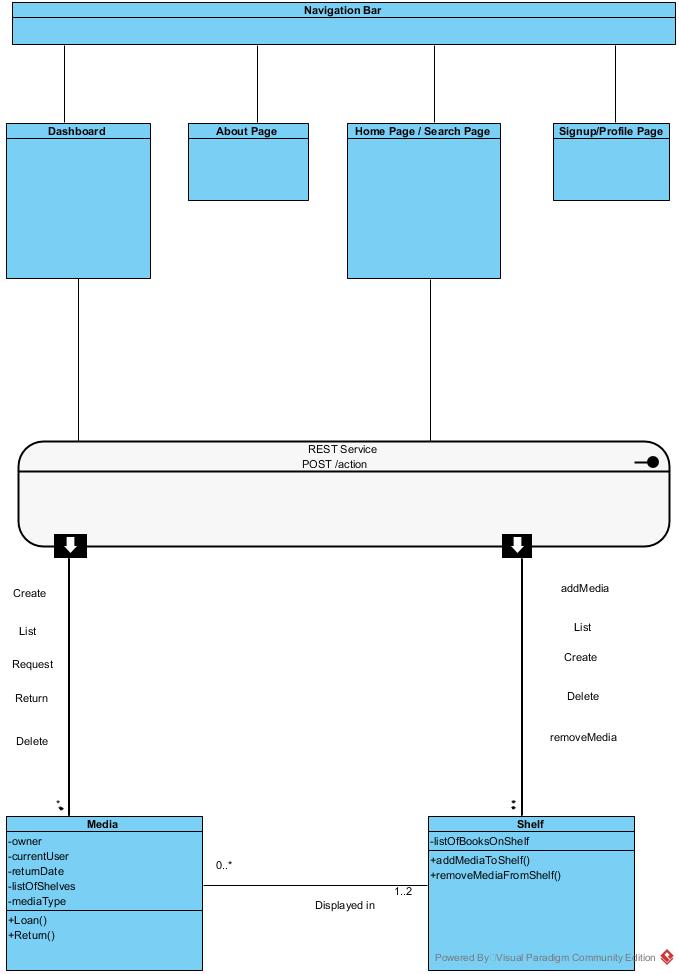 Navigation Bar
Dashboard
About Page
Home Page / Search Page
Signup/Profile Page
REST Service
POST /action
Create
List
Request
Return
Delete
addMedia
List
Create
Delete
removeMedia
*
*
Media
-owner
-currentUser
-returnDate
-listOfShelves
-mediaType
+Loan()
+Return()
0..*
1..2
Displayed in
Shelf
-listOfBooksOnShelf
+addMediaToShelf()
+removeMediaFromShelf()
Powered By Visual Paradigm Community Edition